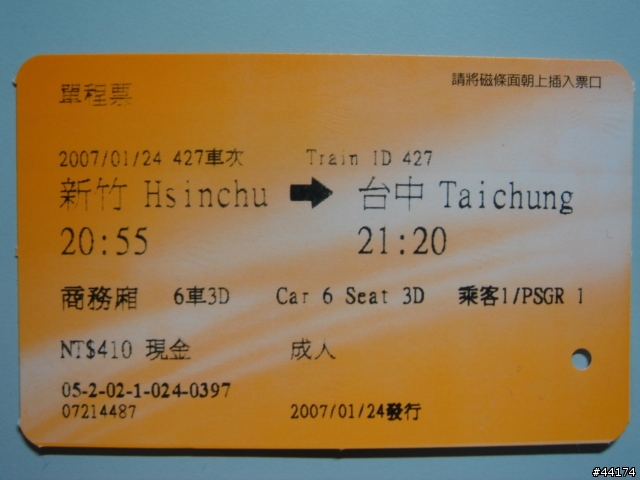 請將磁條面朝上插入票口
單程票
2007/01/24 427車次 Train ID 427
新竹 Hsinchu → 台中 Taichung
20:55 21:20
商務廂 6車3D Car 6 Seat 3D 乘客1/PSGR 1
NT$410 現金 成人
05-2-02-1-024-0397
07214487 2007/01/24發行
#44174